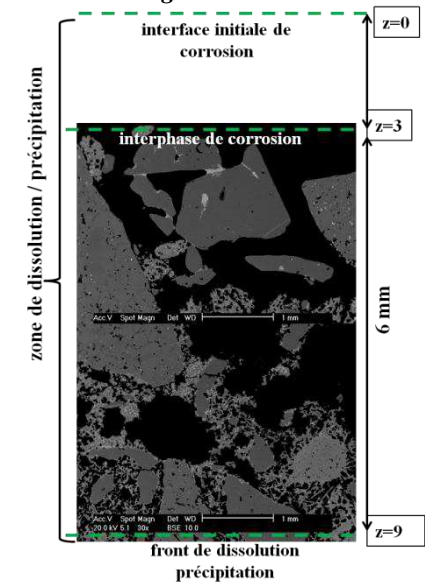 z=0
interface initiale de
corrosion
zone de dissolution / précipitation
z=3
interphase de corrosion
6 mm
Acc.V Spot Magn Det WD 1 mm
Acc.V Spot Magn Det WD 1 mm
20.0 kV 5.1 30x BSE 10.0
z=9
front de dissolution
précipitation